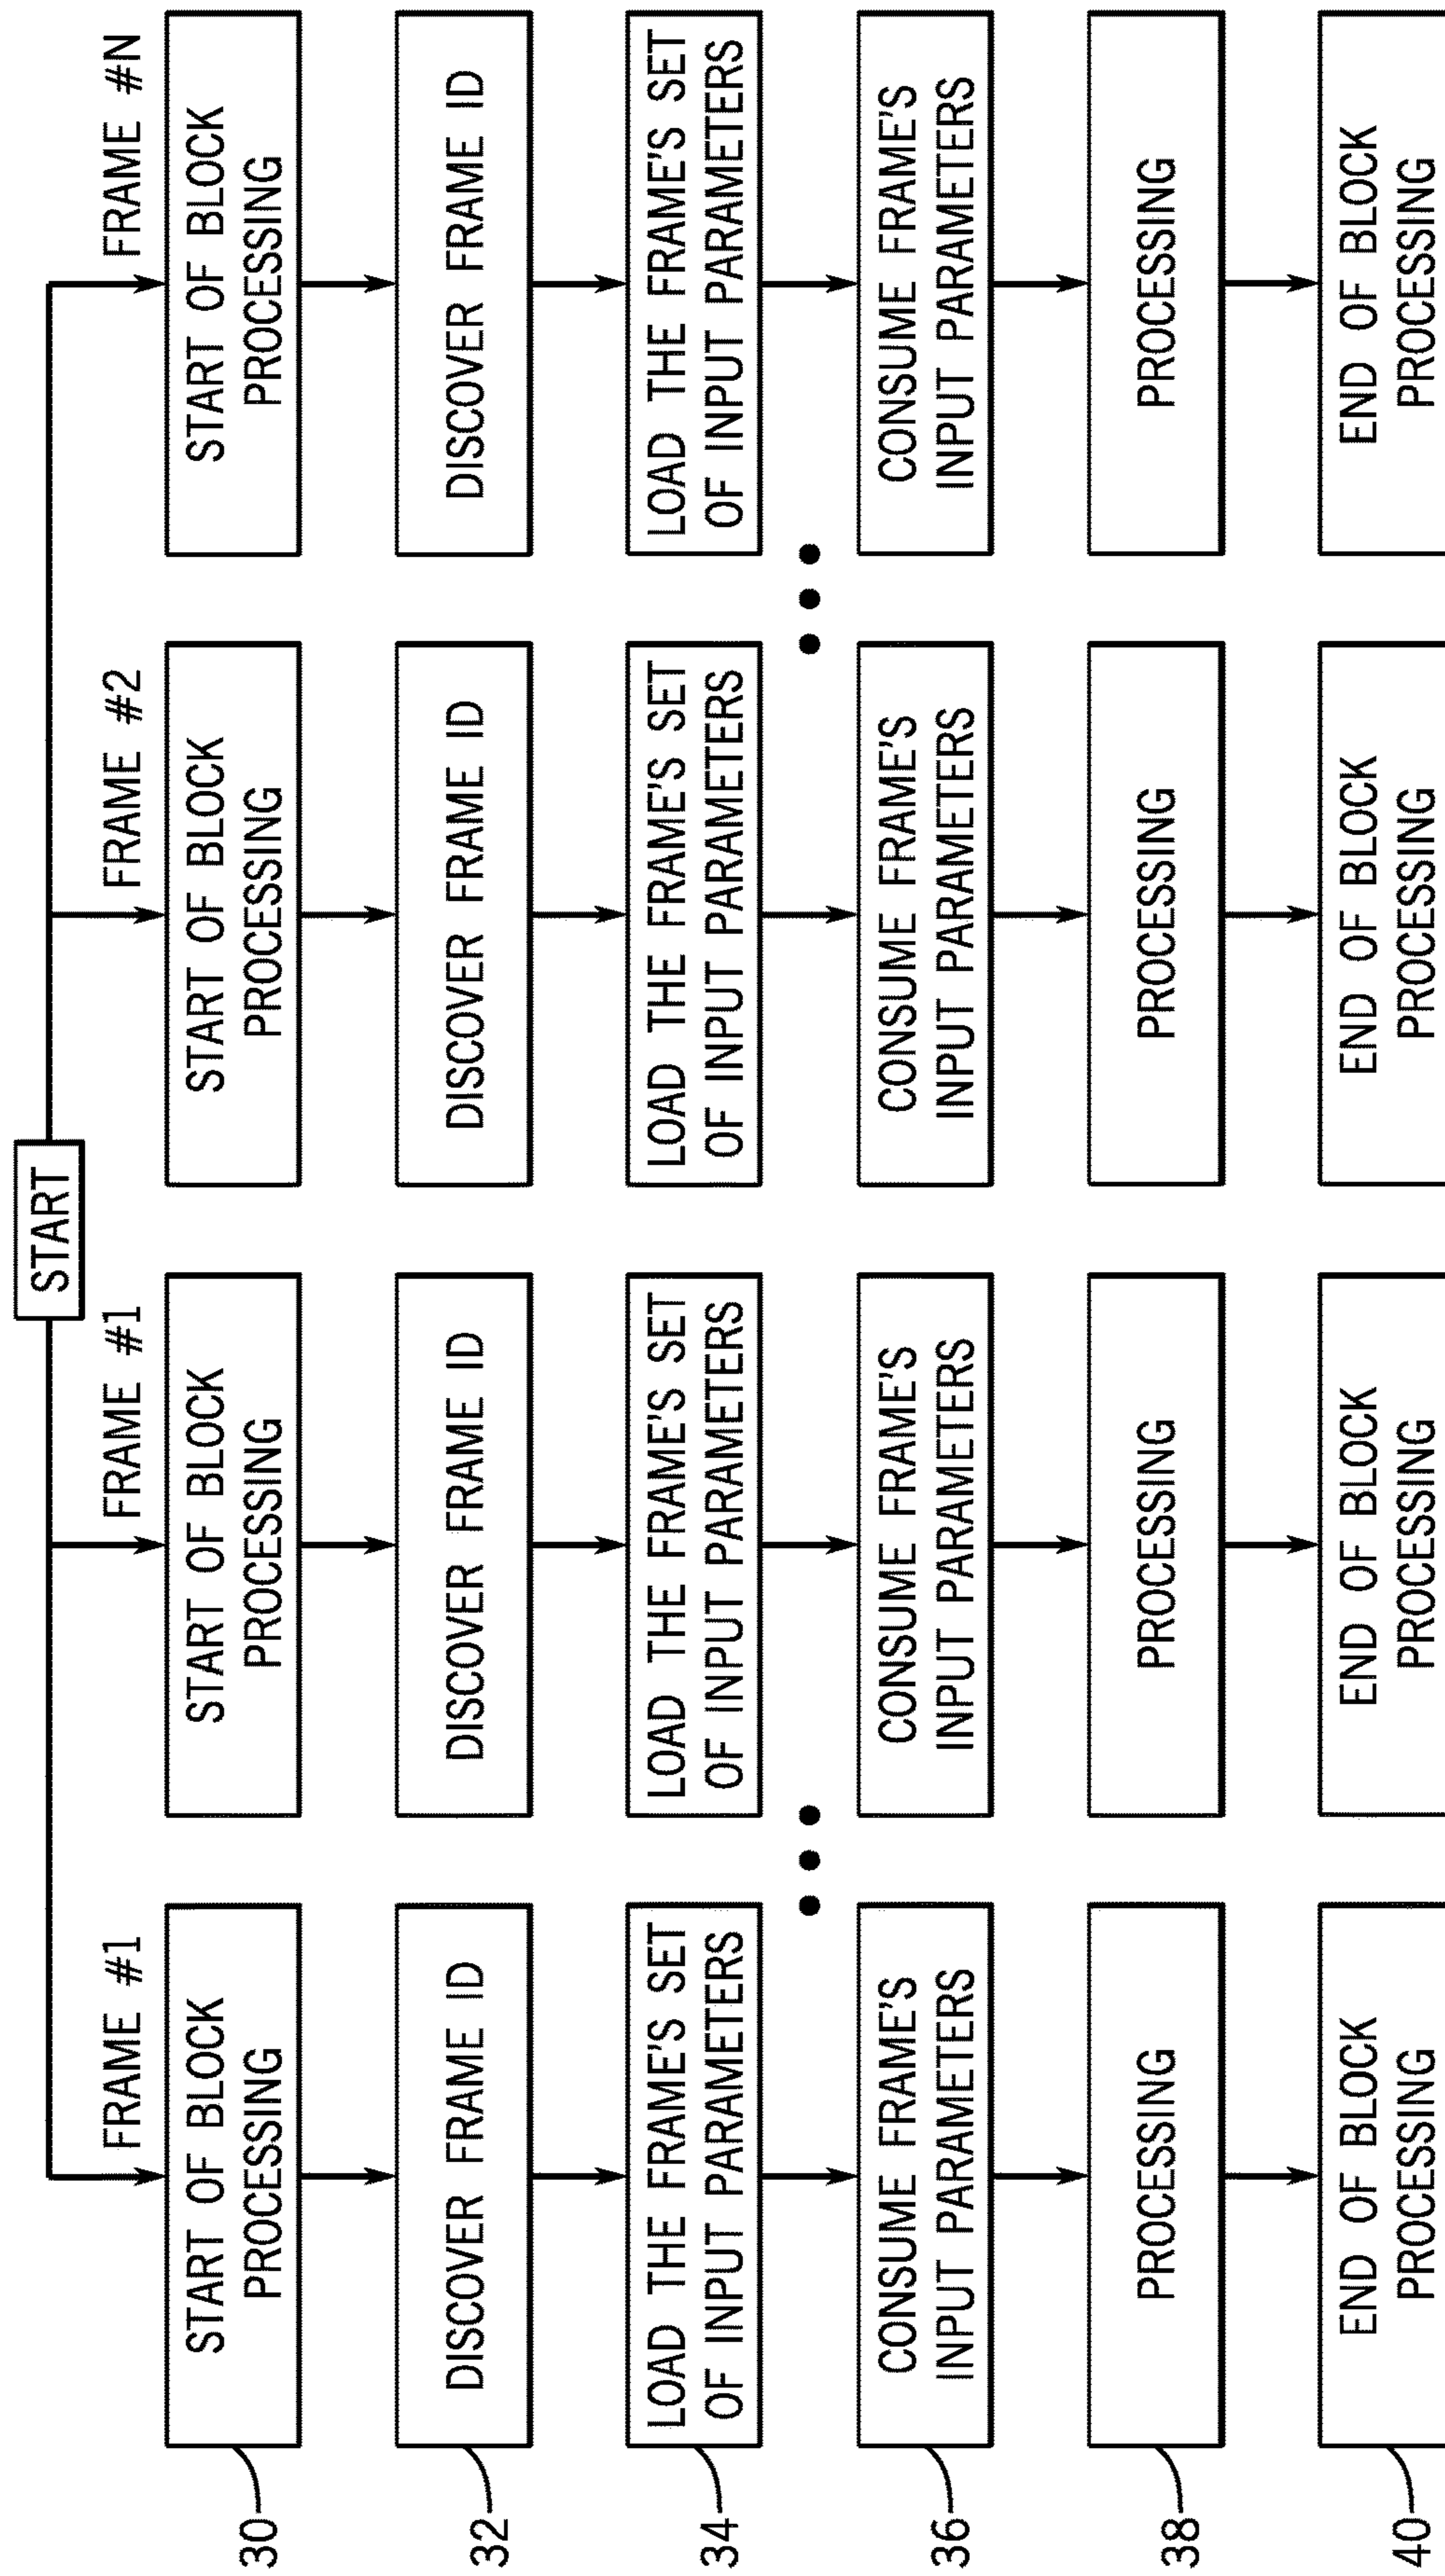 START
FRAME #1
FRAME #1
FRAME #2
FRAME #N
30
START OF BLOCK
PROCESSING
START OF BLOCK
PROCESSING
START OF BLOCK
PROCESSING
START OF BLOCK
PROCESSING
32
DISCOVER FRAME ID
DISCOVER FRAME ID
DISCOVER FRAME ID
DISCOVER FRAME ID
34
LOAD THE FRAME'S SET
OF INPUT PARAMETERS
LOAD THE FRAME'S SET
OF INPUT PARAMETERS
LOAD THE FRAME'S SET
OF INPUT PARAMETERS
LOAD THE FRAME'S SET
OF INPUT PARAMETERS
36
CONSUME FRAME'S
INPUT PARAMETERS
CONSUME FRAME'S
INPUT PARAMETERS
CONSUME FRAME'S
INPUT PARAMETERS
CONSUME FRAME'S
INPUT PARAMETERS
38
PROCESSING
PROCESSING
PROCESSING
PROCESSING
40
END OF BLOCK
PROCESSING
END OF BLOCK
PROCESSING
END OF BLOCK
PROCESSING
END OF BLOCK
PROCESSING